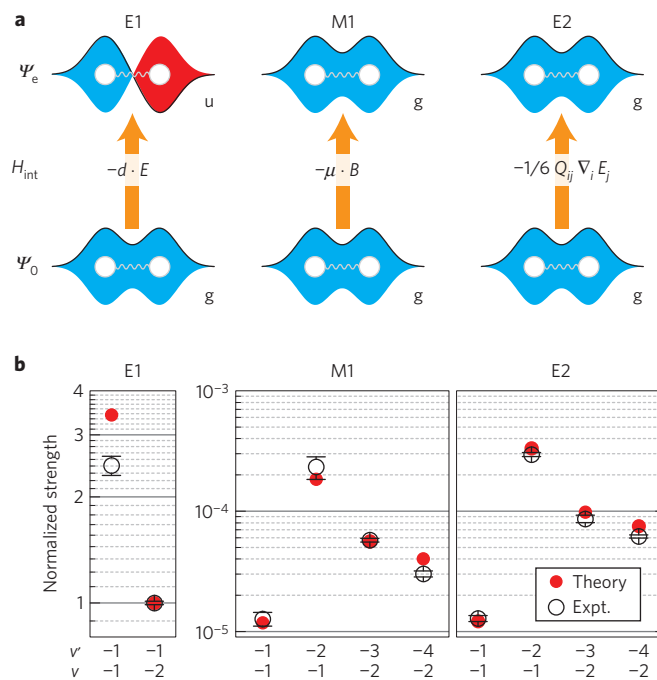 a
E1 M1 E2
Ψe u g g
Hint −d · E −μ · B −1/6 Qij ∇i Ej
Ψ0 g g g
b
E1 M1 E2
Normalized strength
4
3
2
1
10−3
10−4
10−5
Theory
Expt.
v′ −1 −1 −1 −2 −3 −4 −1 −2 −3 −4
v −1 −2 −1 −1 −2 −2 −1 −1 −2 −2